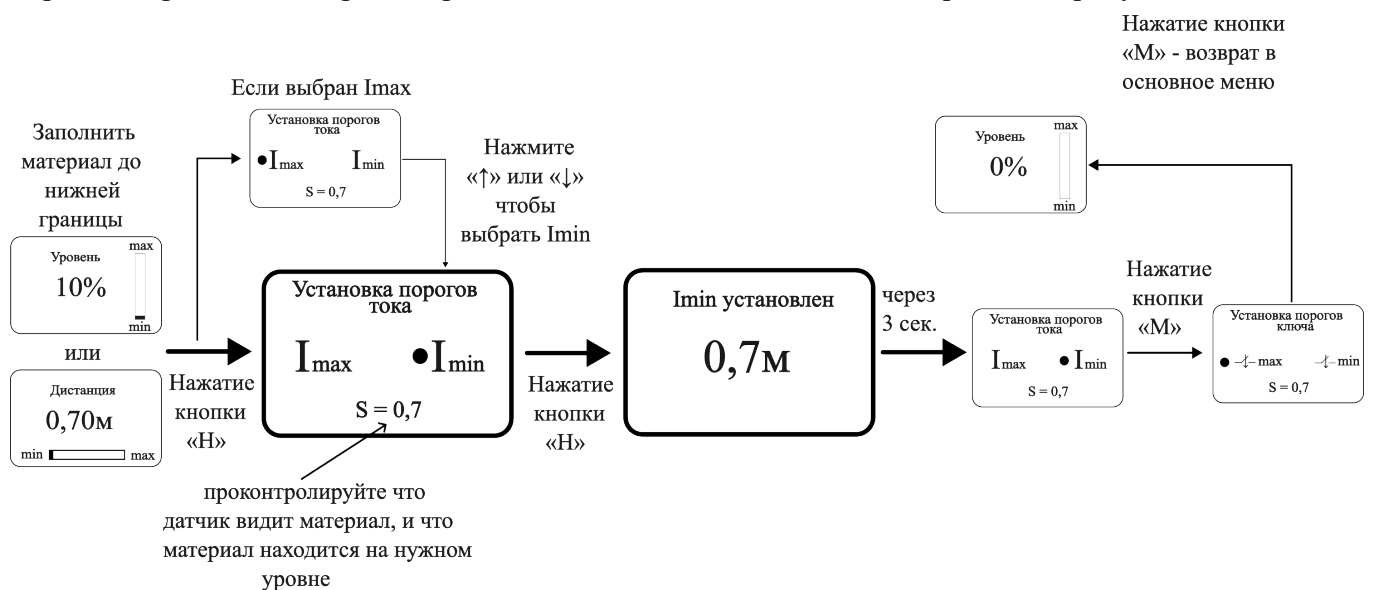 Нажатие кнопки
«М» - возврат в
основное меню
Если выбран Imax
Установка порогов
тока
●Imax Imin
S = 0,7
Заполнить
материал до
нижней
границы
Уровень
10%
max
min
или
Дистанция
0,70м
min max
Нажатие
кнопки
«Н»
Нажмите
«↑» или «↓»
чтобы
выбрать Imin
Установка порогов
тока
Imax ●Imin
S = 0,7
проконтролируйте что
датчик видит материал, и что
материал находится на нужном
уровне
Нажатие
кнопки
«Н»
Imin установлен
0,7м
через
3 сек.
Установка порогов
тока
Imax ●Imin
S = 0,7
Нажатие
кнопки
«М»
Установка порогов
ключа
● max min
S = 0,7
Уровень
0%
max
min